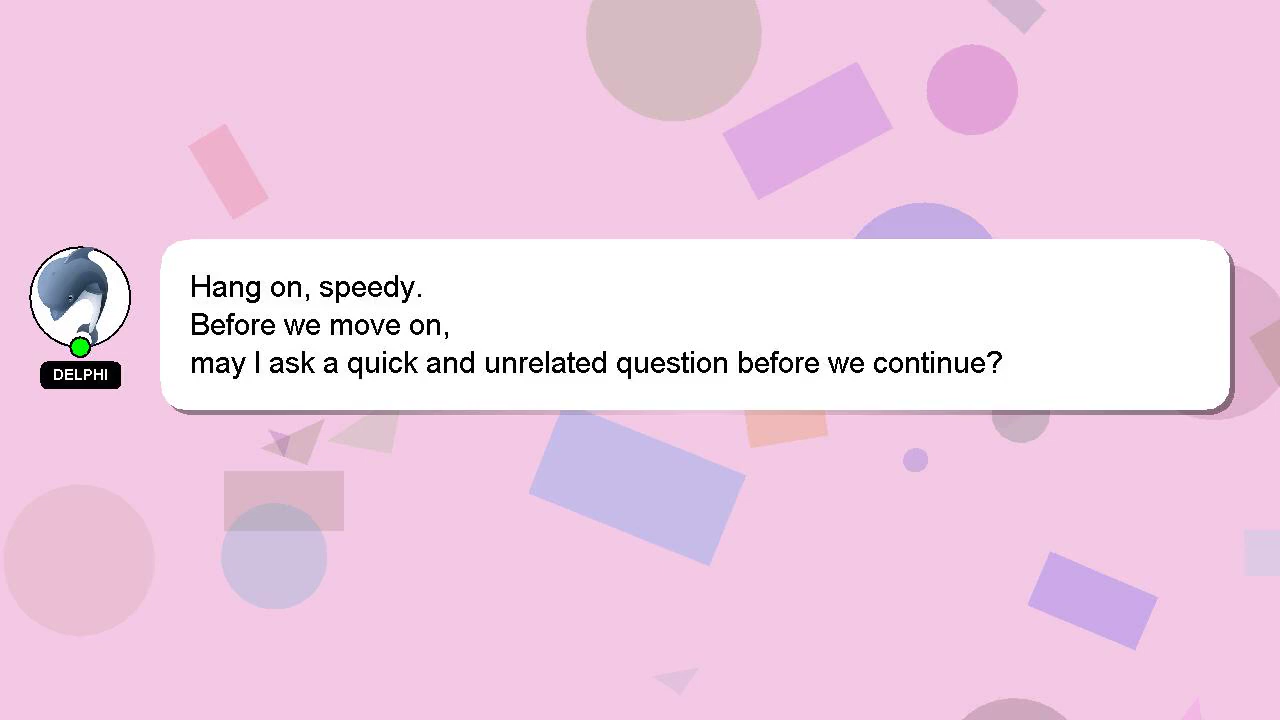 Hang on, speedy.
Before we move on,
may I ask a quick and unrelated question before we continue?
DELPHI